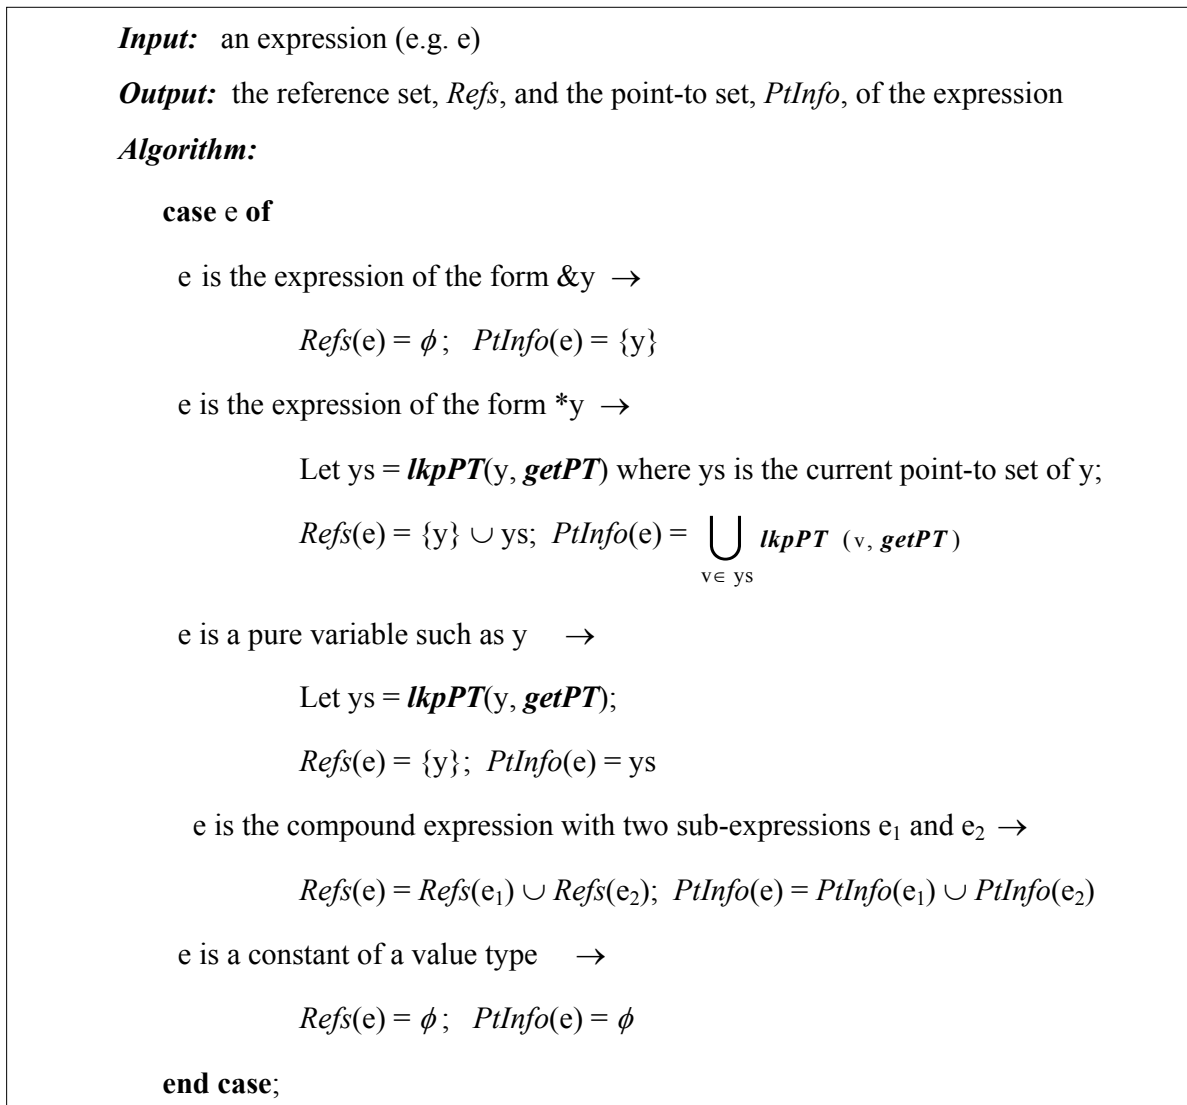 Input: an expression (e.g. e)
Output: the reference set, Refs, and the point-to set, PtInfo, of the expression
Algorithm:
case e of
e is the expression of the form &y →
Refs(e) = ϕ; PtInfo(e) = {y}
e is the expression of the form *y →
Let ys = lkpPT(y, getPT) where ys is the current point-to set of y;
Refs(e) = {y} ∪ ys; PtInfo(e) = ⋃ lkpPT (v, getPT)
v∈ ys
e is a pure variable such as y →
Let ys = lkpPT(y, getPT);
Refs(e) = {y}; PtInfo(e) = ys
e is the compound expression with two sub-expressions e₁ and e₂ →
Refs(e) = Refs(e₁) ∪ Refs(e₂); PtInfo(e) = PtInfo(e₁) ∪ PtInfo(e₂)
e is a constant of a value type →
Refs(e) = ϕ; PtInfo(e) = ϕ
end case;